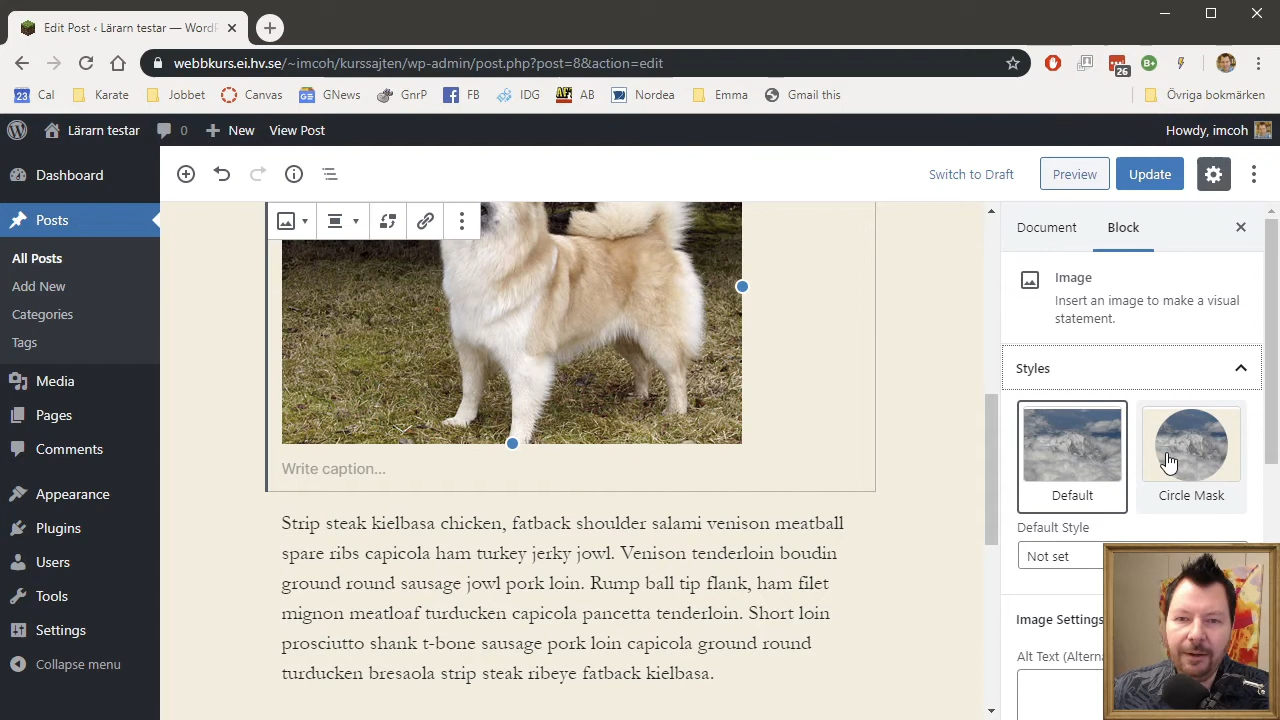 Edit Post ‹ Lärarn testar — WordP
webbkurs.ei.hv.se/~imcoh/kurssajten/wp-admin/post.php?post=8&action=edit
26
23 Cal Karate Jobbet Canvas GNews GnrP FB IDG AB Nordea Emma Gmail this Övriga bokmärken
Lärarn testar 0 New View Post Howdy, imcoh
Dashboard
Posts
All Posts
Add New
Categories
Tags
Media
Pages
Comments
Appearance
Plugins
Users
Tools
Settings
Collapse menu
Switch to Draft Preview Update
Write caption...
Strip steak kielbasa chicken, fatback shoulder salami venison meatball
spare ribs capicola ham turkey jerky jowl. Venison tenderloin boudin
ground round sausage jowl pork loin. Rump ball tip flank, ham filet
mignon meatloaf turducken capicola pancetta tenderloin. Short loin
prosciutto shank t-bone sausage pork loin capicola ground round
turducken bresaola strip steak ribeye fatback kielbasa.
Document Block
Image
Insert an image to make a visual
statement.
Styles
Default Circle Mask
Default Style
Not set
Image Settings
Alt Text (Alterna